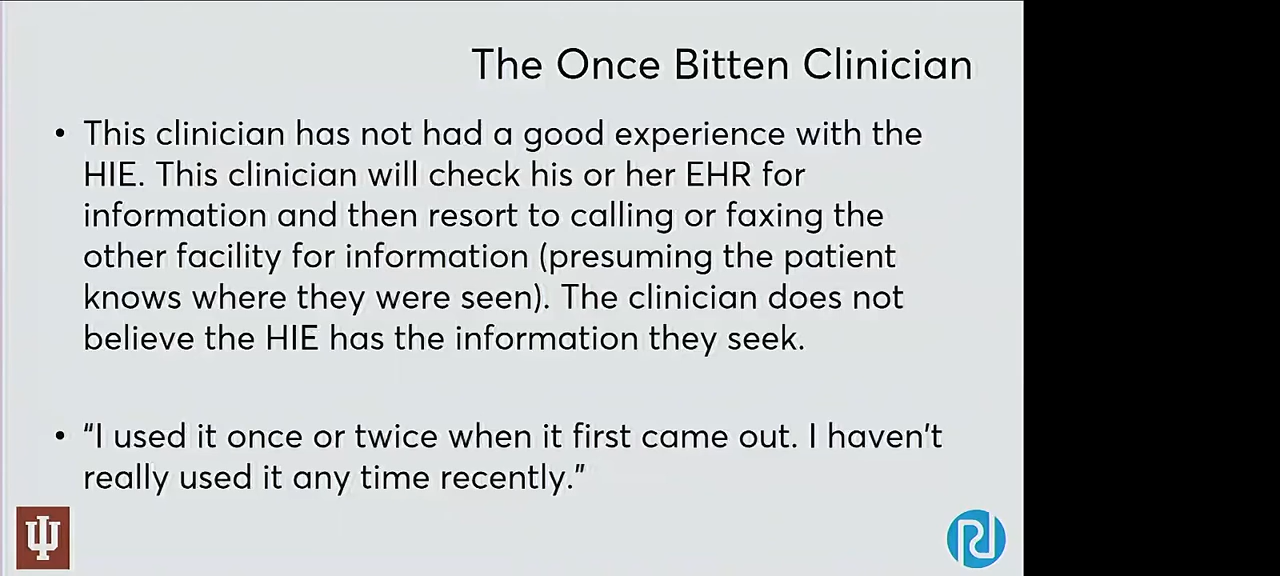 The Once Bitten Clinician
• This clinician has not had a good experience with the
HIE. This clinician will check his or her EHR for
information and then resort to calling or faxing the
other facility for information (presuming the patient
knows where they were seen). The clinician does not
believe the HIE has the information they seek.
• “I used it once or twice when it first came out. I haven’t
really used it any time recently.”